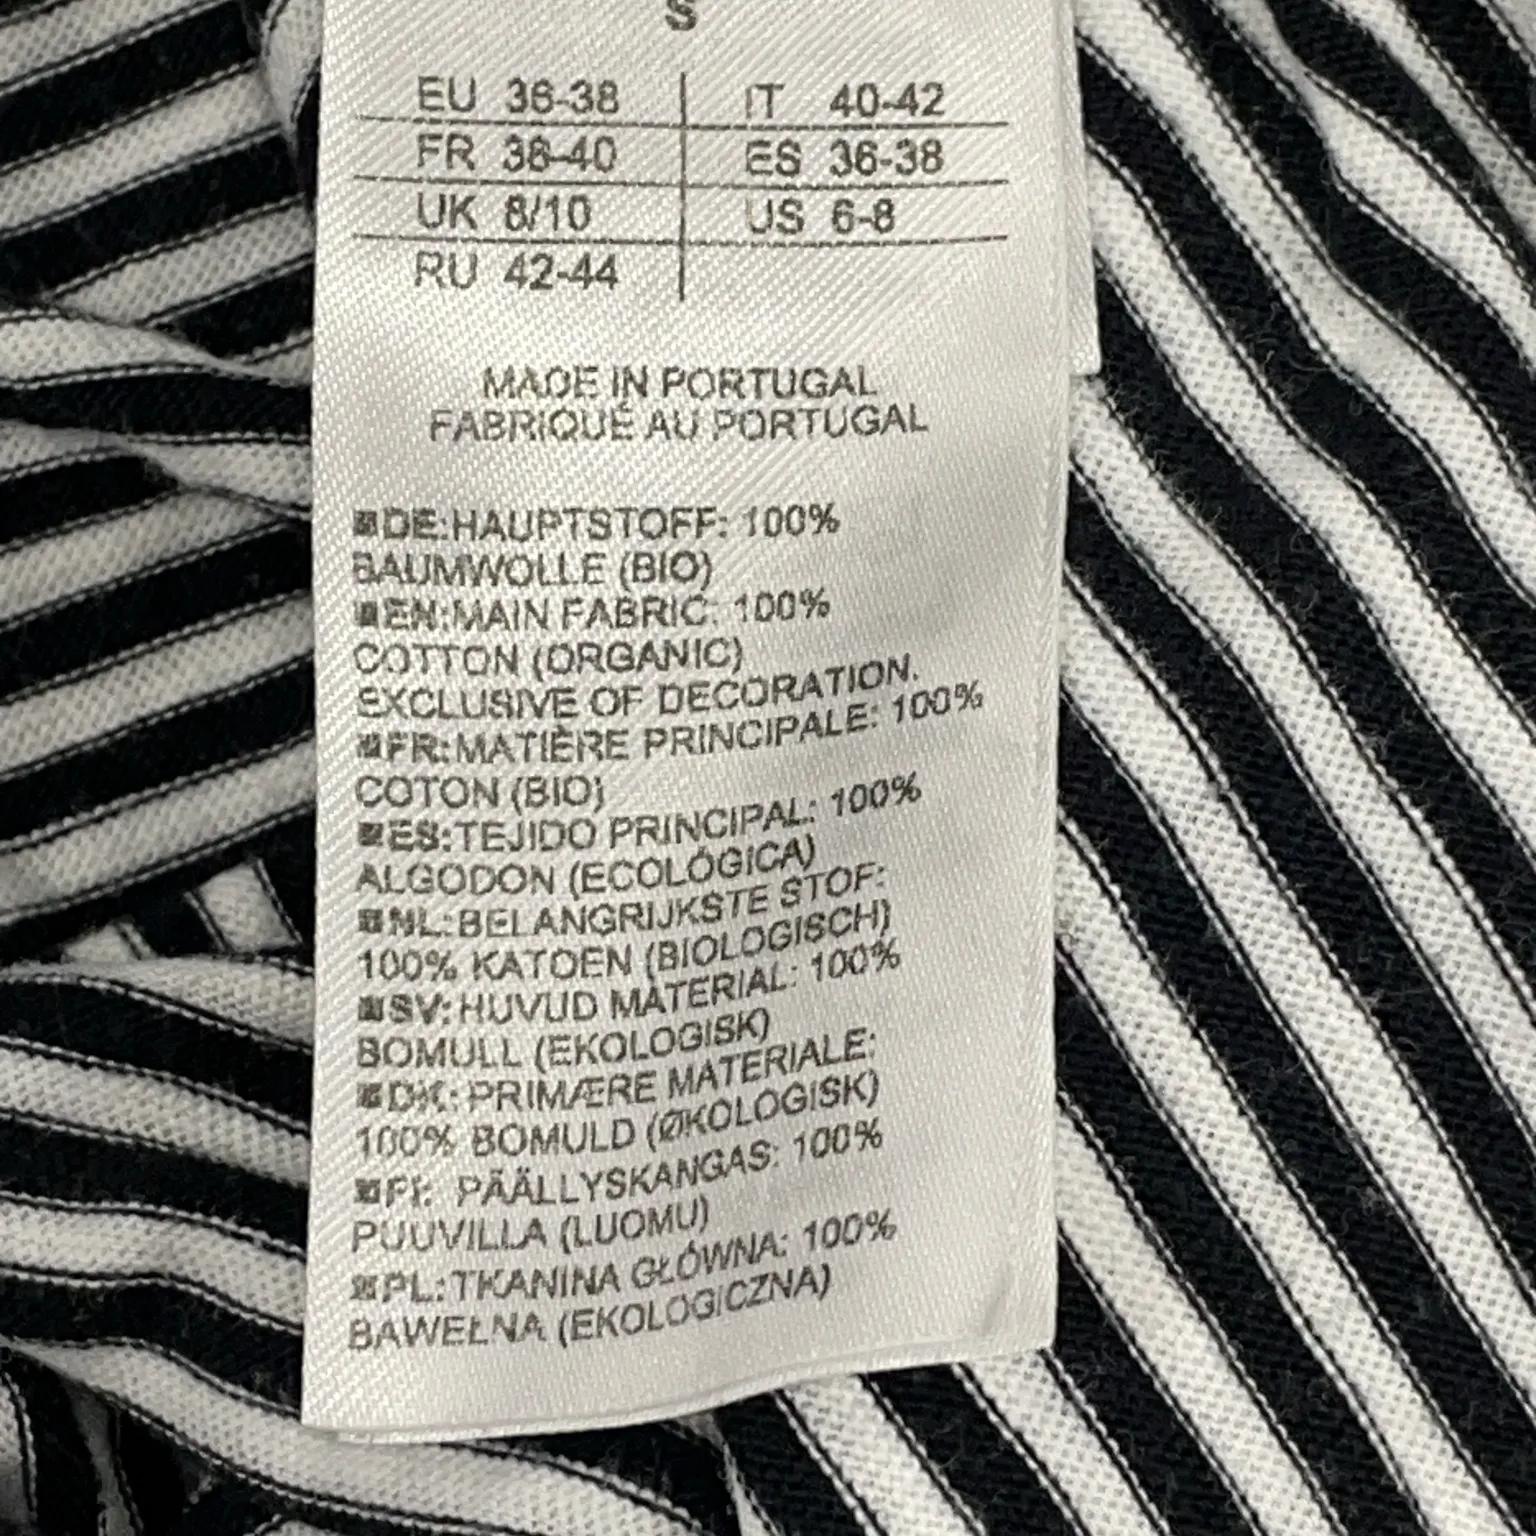 S
EU 36-38 IT 40-42
FR 38-40 ES 36-38
UK 8/10 US 6-8
RU 42-44
MADE IN PORTUGAL
FABRIQUÉ AU PORTUGAL
DE:HAUPTSTOFF: 100%
BAUMWOLLE (BIO)
EN:MAIN FABRIC: 100%
COTTON (ORGANIC)
EXCLUSIVE OF DECORATION.
FR:MATIÈRE PRINCIPALE: 100%
COTON (BIO)
ES:TEJIDO PRINCIPAL: 100%
ALGODON (ECOLÓGICA)
NL:BELANGRIJKSTE STOF:
100% KATOEN (BIOLOGISCH)
SV:HUVUD MATERIAL: 100%
BOMULL (EKOLOGISK)
DK:PRIMÆRE MATERIALE:
100% BOMULD (ØKOLOGISK)
FI: PÄÄLLYSKANGAS: 100%
PUUVILLA (LUOMU)
PL:TKANINA GŁÓWNA: 100%
BAWEŁNA (EKOLOGICZNA)